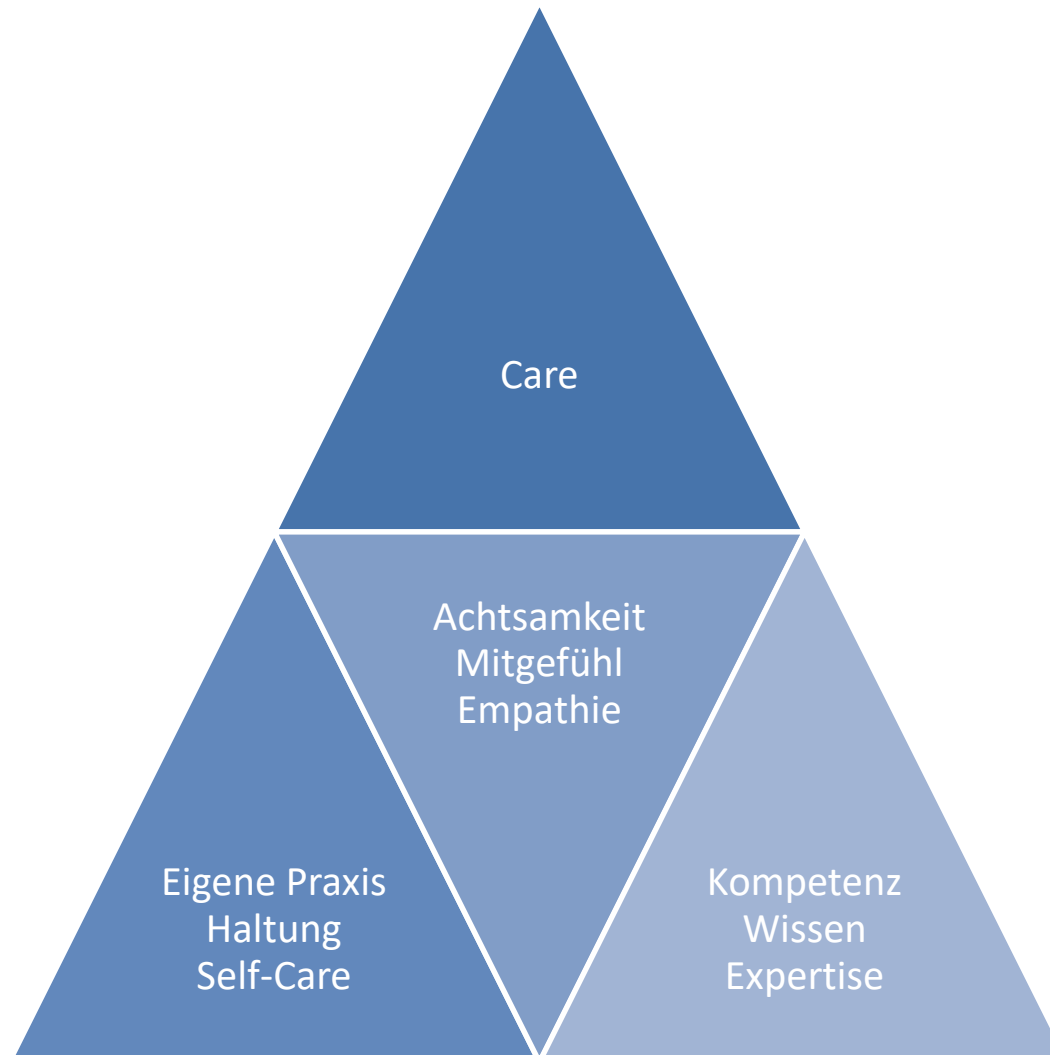 Care
Achtsamkeit
Mitgefühl
Empathie
Eigene Praxis
Haltung
Self-Care
Kompetenz
Wissen
Expertise